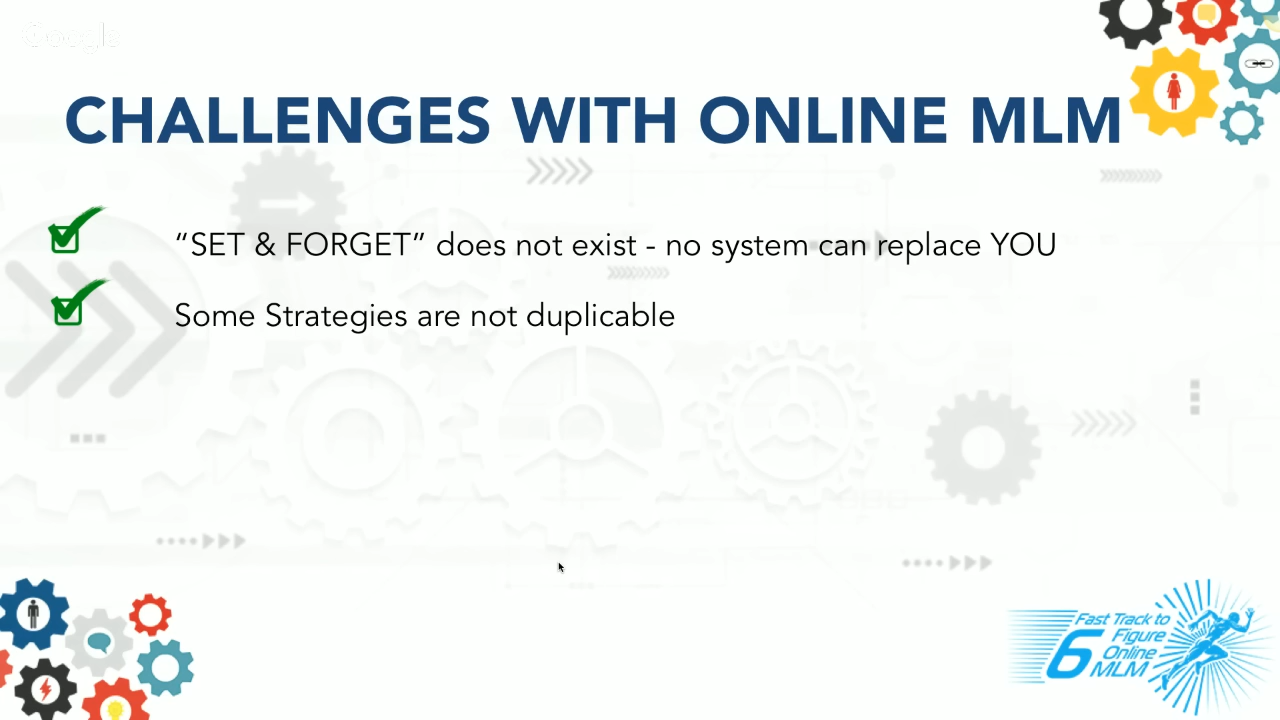 Google
CHALLENGES WITH ONLINE MLM
“SET & FORGET” does not exist - no system can replace YOU
Some Strategies are not duplicable
Fast Track to
6 Figure
Online
MLM